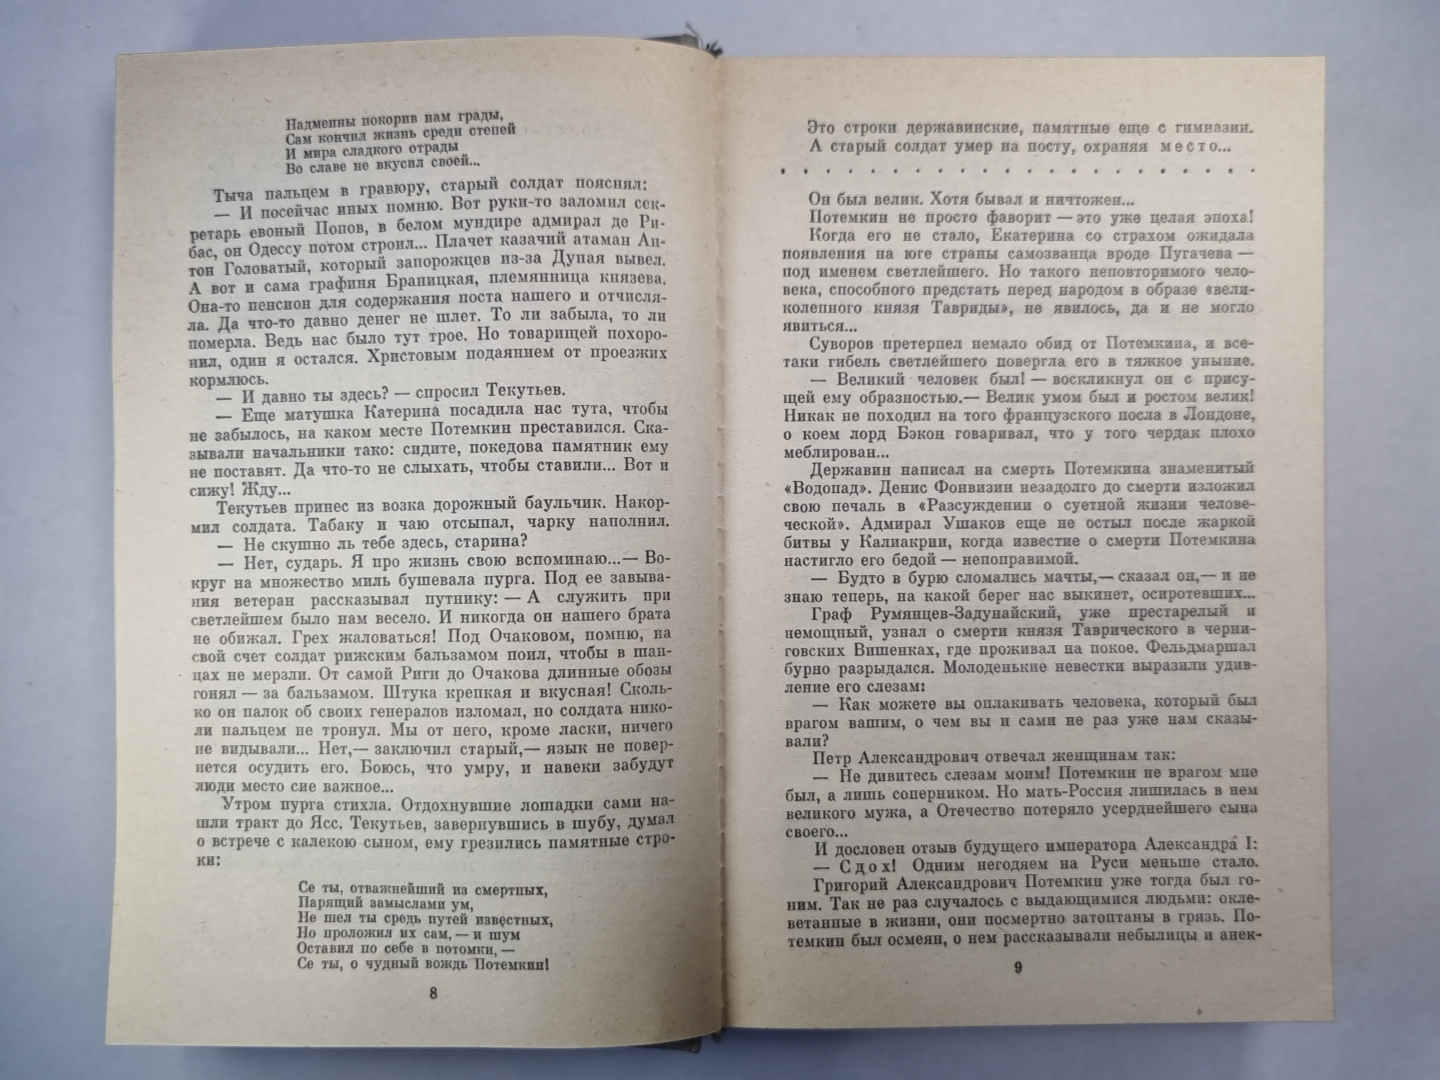 Надменны покорив нам грады,
Сам кончил жизнь среди степей
И мира сладкого отрады
Во славе не вкусил своей...
Тыча пальцем в гравюру, старый солдат пояснял:
— И посейчас иных помню. Вот руки-то заломил сек-
ретарь евоный Попов, в белом мундире адмирал де Ри-
бас, он Одессу потом строил... Плачет казачий атаман Ан-
тон Головатый, который запорожцев из-за Дуная вывел.
А вот и сама графиня Браницкая, племянница князева.
Она-то пенсион для содержания поста нашего и отчисля-
ла. Да что-то давно денег не шлет. То ли забыла, то ли
померла. Ведь нас было тут трое. Но товарищей похоро-
нил, один я остался. Христовым подаянием от проезжих
кормлюсь.
— И давно ты здесь? — спросил Текутьев.
— Еще матушка Катерина посадила нас тута, чтобы
не забылось, на каком месте Потемкин преставился. Ска-
зывали начальники тако: сидите, покедова памятник ему
не поставят. Да что-то не слыхать, чтобы ставили... Вот и
сижу! Жду...
Текутьев принес из возка дорожный баульчик. Накор-
мил солдата. Табаку и чаю отсыпал, чарку наполнил.
— Не скушно ль тебе здесь, старина?
— Нет, сударь. Я про жизнь свою вспоминаю...— Во-
круг на множество миль бушевала пурга. Под ее завыва-
ния ветеран рассказывал путнику: — А служить при
светлейшем было нам весело. И никогда он нашего брата
не обижал. Грех жаловаться! Под Очаковом, помню, на
свой счет солдат рижским бальзамом поил, чтобы в шан-
цах не мерзли. От самой Риги до Очакова длинные обозы
гонял — за бальзамом. Штука крепкая и вкусная! Сколь-
ко он палок об своих генералов изломал, но солдата нико-
ли пальцем не тронул. Мы от него, кроме ласки, ничего
не видывали... Нет,— заключил старый,— язык не повер-
нется осудить его. Боюсь, что умру, и навеки забудут
люди место сие важное...
Утром пурга стихла. Отдохнувшие лошадки сами на-
шли тракт до Ясс. Текутьев, завернувшись в шубу, думал
о встрече с калекою сыном, ему грезились памятные стро-
ки:
Се ты, отважнейший из смертных,
Парящий замыслами ум,
Не шел ты средь путей известных,
Но проложил их сам, — и шум
Оставил по себе в потомки, —
Се ты, о чудный вождь Потемкин!
8
Это строки державинские, памятные еще с гимназии.
А старый солдат умер на посту, охраняя место...
. . . . . . . . . . . . . . . . . . . . . .
Он был велик. Хотя бывал и ничтожен...
Потемкин не просто фаворит — это уже целая эпоха!
Когда его не стало, Екатерина со страхом ожидала
появления на юге страны самозванца вроде Пугачева —
под именем светлейшего. Но такого неповторимого чело-
века, способного предстать перед народом в образе «вели-
колепного князя Тавриды», не явилось, да и не могло
явиться...
Суворов претерпел немало обид от Потемкина, и все-
таки гибель светлейшего повергла его в тяжкое уныние.
— Великий человек был! — воскликнул он с прису-
щей ему образностью.— Велик умом был и ростом велик!
Никак не походил на того французского посла в Лондоне,
о коем лорд Бэкон говаривал, что у того чердак плохо
меблирован...
Державин написал на смерть Потемкина знаменитый
«Водопад». Денис Фонвизин незадолго до смерти изложил
свою печаль в «Разсуждении о суетной жизни челове-
ческой». Адмирал Ушаков еще не остыл после жаркой
битвы у Калиакрии, когда известие о смерти Потемкина
настигло его бедой — непоправимой.
— Будто в бурю сломались мачты,— сказал он,— и не
знаю теперь, на какой берег нас выкинет, осиротевших...
Граф Румянцев-Задунайский, уже престарелый и
немощный, узнал о смерти князя Таврического в черни-
говских Вишенках, где проживал на покое. Фельдмаршал
бурно разрыдался. Молоденькие невестки выразили удив-
ление его слезам:
— Как можете вы оплакивать человека, который был
врагом вашим, о чем вы и сами не раз уже нам сказы-
вали?
Петр Александрович отвечал женщинам так:
— Не дивитесь слезам моим! Потемкин не врагом мне
был, а лишь соперником. Но мать-Россия лишилась в нем
великого мужа, а Отечество потеряло усерднейшего сына
своего...
И дословен отзыв будущего императора Александра I:
— Сдох! Одним негодяем на Руси меньше стало.
Григорий Александрович Потемкин уже тогда был го-
ним. Так не раз случалось с выдающимися людьми: окле-
ветанные в жизни, они посмертно затоптаны в грязь. По-
темкин был осмеян, о нем рассказывали небылицы и анек-
9